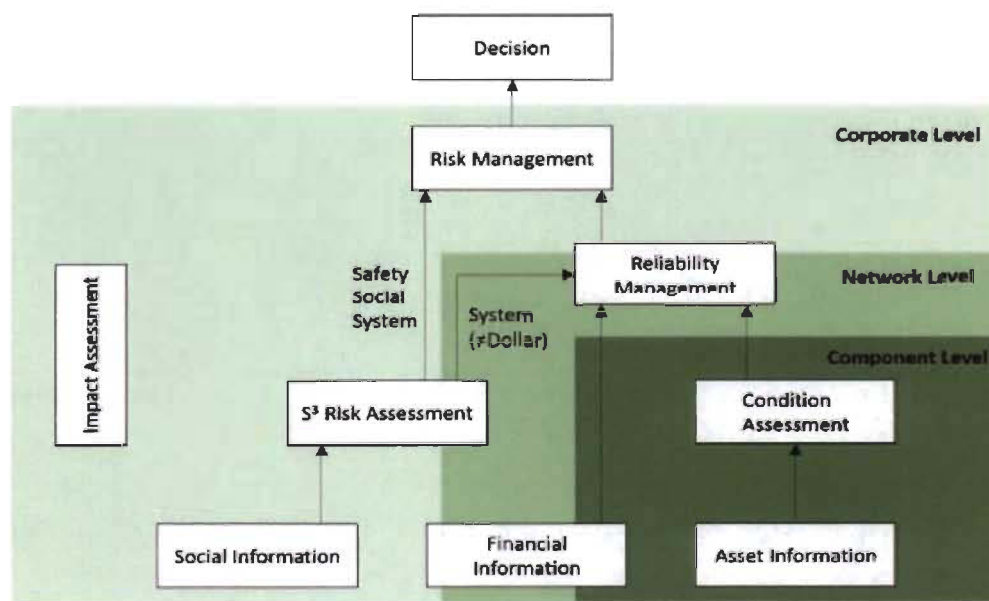 Decision
Corporate Level
Risk Management
Reliability
Management
Network Level
Safety
Social
System
System
(≠Dollar)
Impact Assessment
Component Level
S³ Risk Assessment
Condition
Assessment
Social Information
Financial
Information
Asset Information